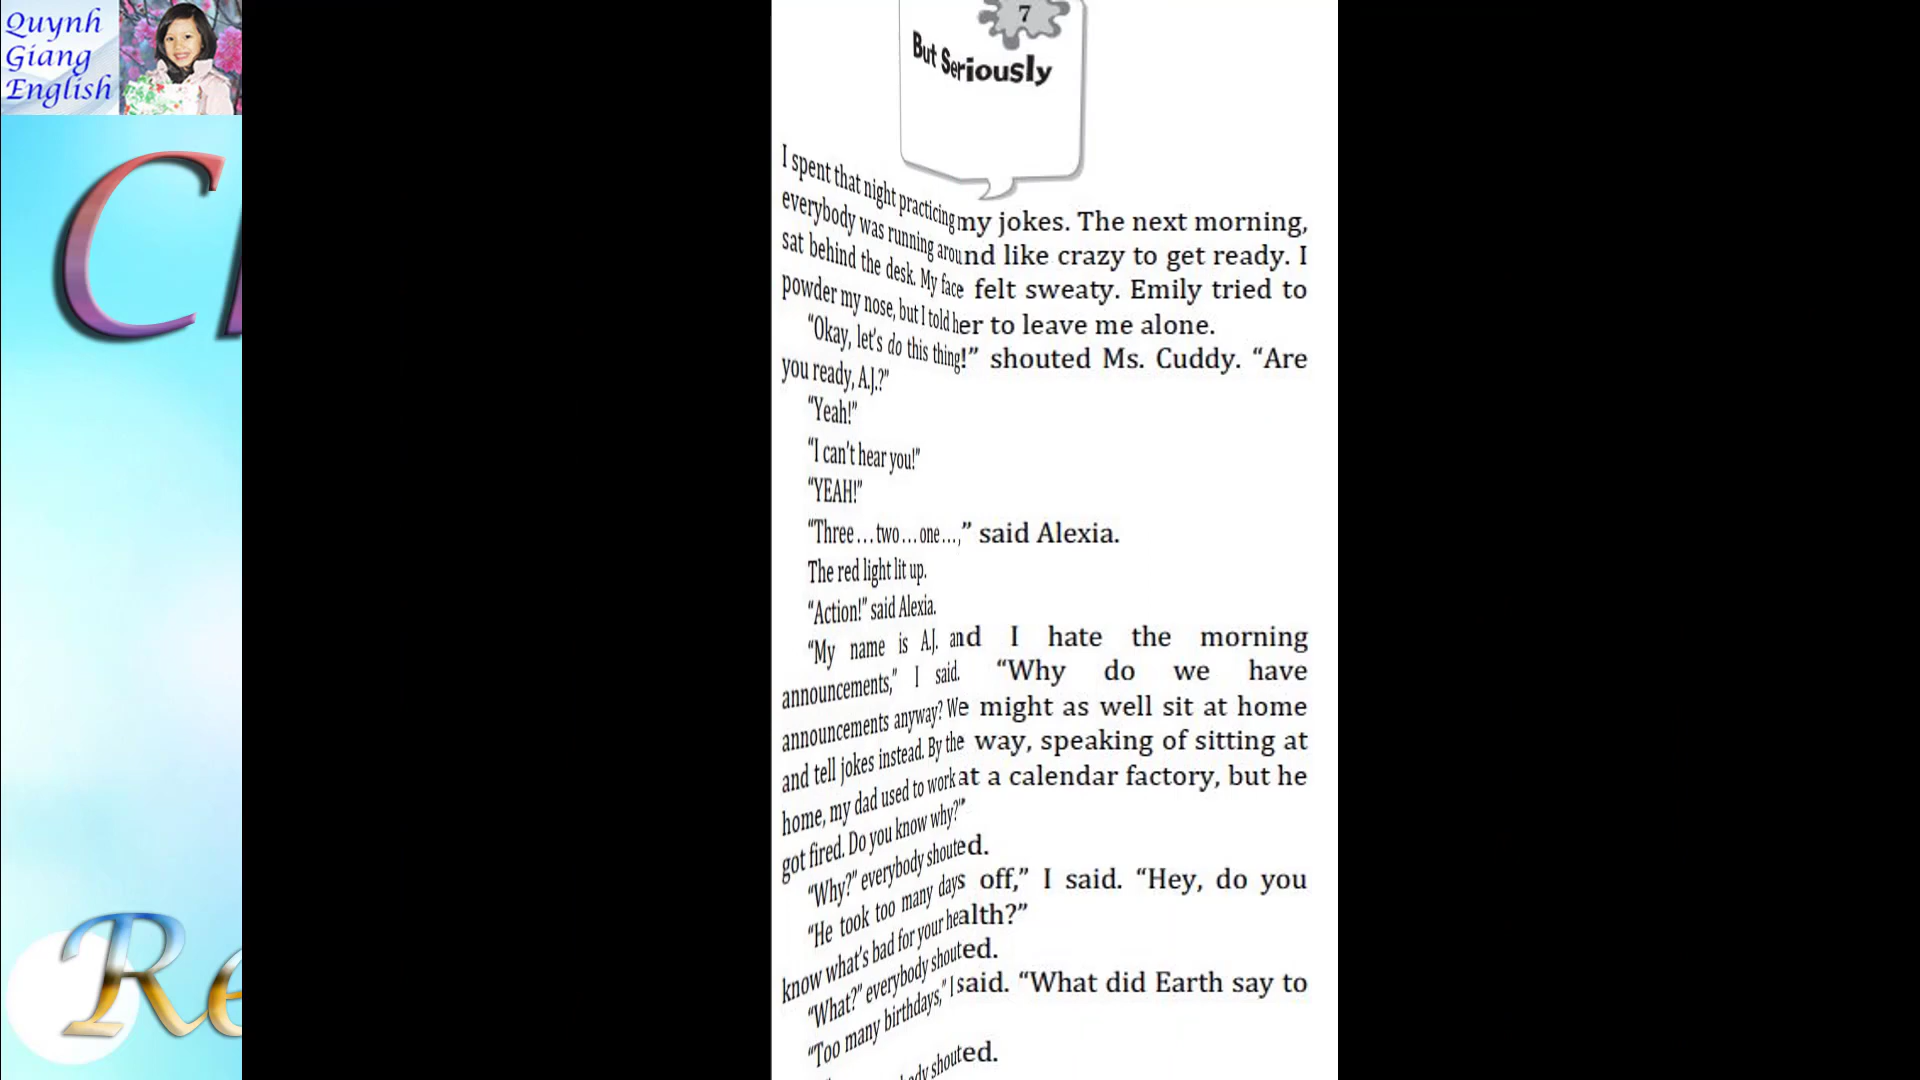 Quynh
Giang
English
C
Re
7
But Seriously
I spent that night practicing my jokes. The next morning,
everybody was running around like crazy to get ready. I
sat behind the desk. My face felt sweaty. Emily tried to
powder my nose, but I told her to leave me alone.
“Okay, let’s do this thing!” shouted Ms. Cuddy. “Are
you ready, A.J.?”
“Yeah!”
“I can’t hear you!”
“YEAH!”
“Three…two…one…,” said Alexia.
The red light lit up.
“Action!” said Alexia.
“My name is A.J. and I hate the morning
announcements,” I said. “Why do we have
announcements anyway? We might as well sit at home
and tell jokes instead. By the way, speaking of sitting at
home, my dad used to work at a calendar factory, but he
got fired. Do you know why?”
“Why?” everybody shouted.
“He took too many days off,” I said. “Hey, do you
know what’s bad for your health?”
“What?” everybody shouted.
“Too many birthdays,” I said. “What did Earth say to
shouted.